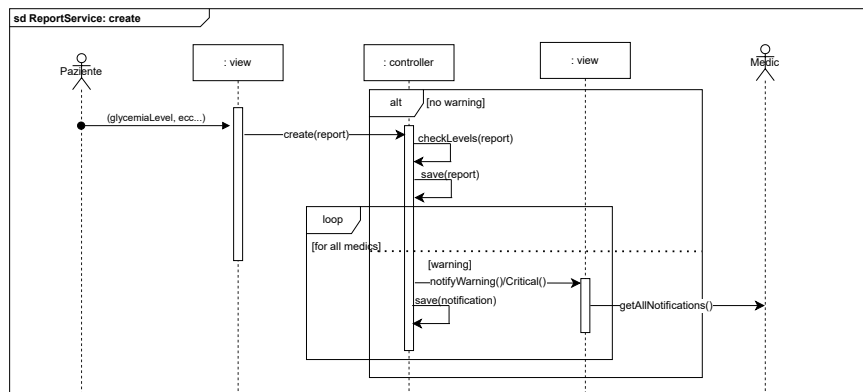 sd ReportService: create
: view
: controller
: view
Paziente
Medic
alt
[no warning]
(glycemiaLevel, ecc...)
create(report)
checkLevels(report)
save(report)
loop
[for all medics]
[warning]
notifyWarning()/Critical()
save(notification)
getAllNotifications()